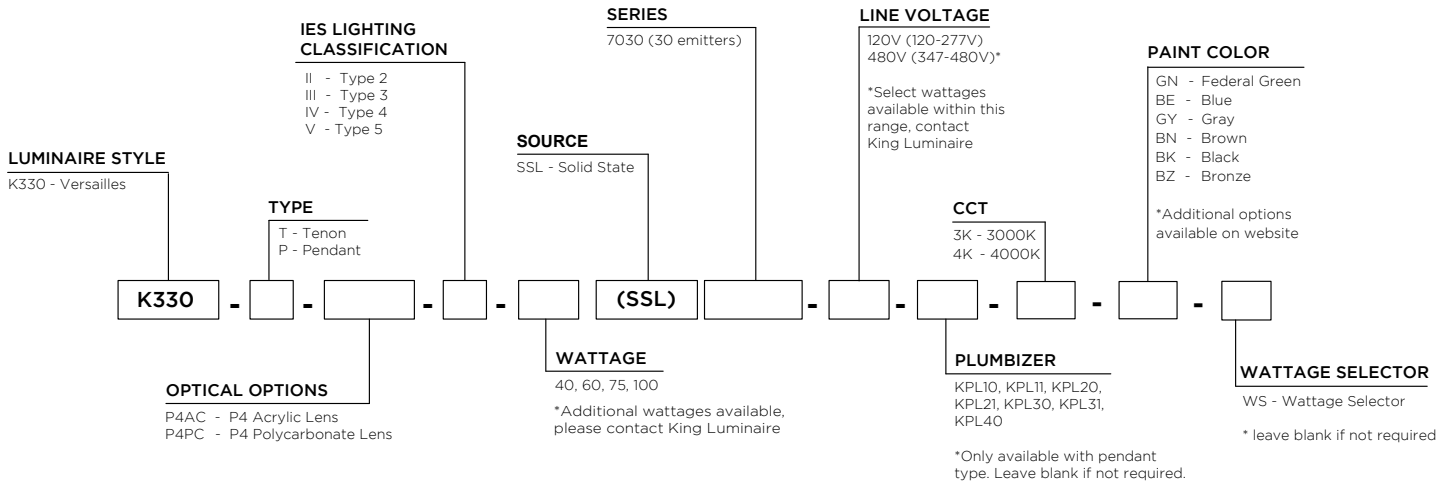 LUMINAIRE STYLE
K330 - Versailles
TYPE
T - Tenon
P - Pendant
OPTICAL OPTIONS
P4AC - P4 Acrylic Lens
P4PC - P4 Polycarbonate Lens
IES LIGHTING
CLASSIFICATION
II - Type 2
III - Type 3
IV - Type 4
V - Type 5
WATTAGE
40, 60, 75, 100
*Additional wattages available,
please contact King Luminaire
SOURCE
SSL - Solid State
SERIES
7030 (30 emitters)
LINE VOLTAGE
120V (120-277V)
480V (347-480V)*
*Select wattages
available within this
range, contact
King Luminaire
PLUMBIZER
KPL10, KPL11, KPL20,
KPL21, KPL30, KPL31,
KPL40
*Only available with pendant
type. Leave blank if not required.
CCT
3K - 3000K
4K - 4000K
PAINT COLOR
GN - Federal Green
BE - Blue
GY - Gray
BN - Brown
BK - Black
BZ - Bronze
*Additional options
available on website
WATTAGE SELECTOR
WS - Wattage Selector
* leave blank if not required
K330 - - - - (SSL) - - - - -